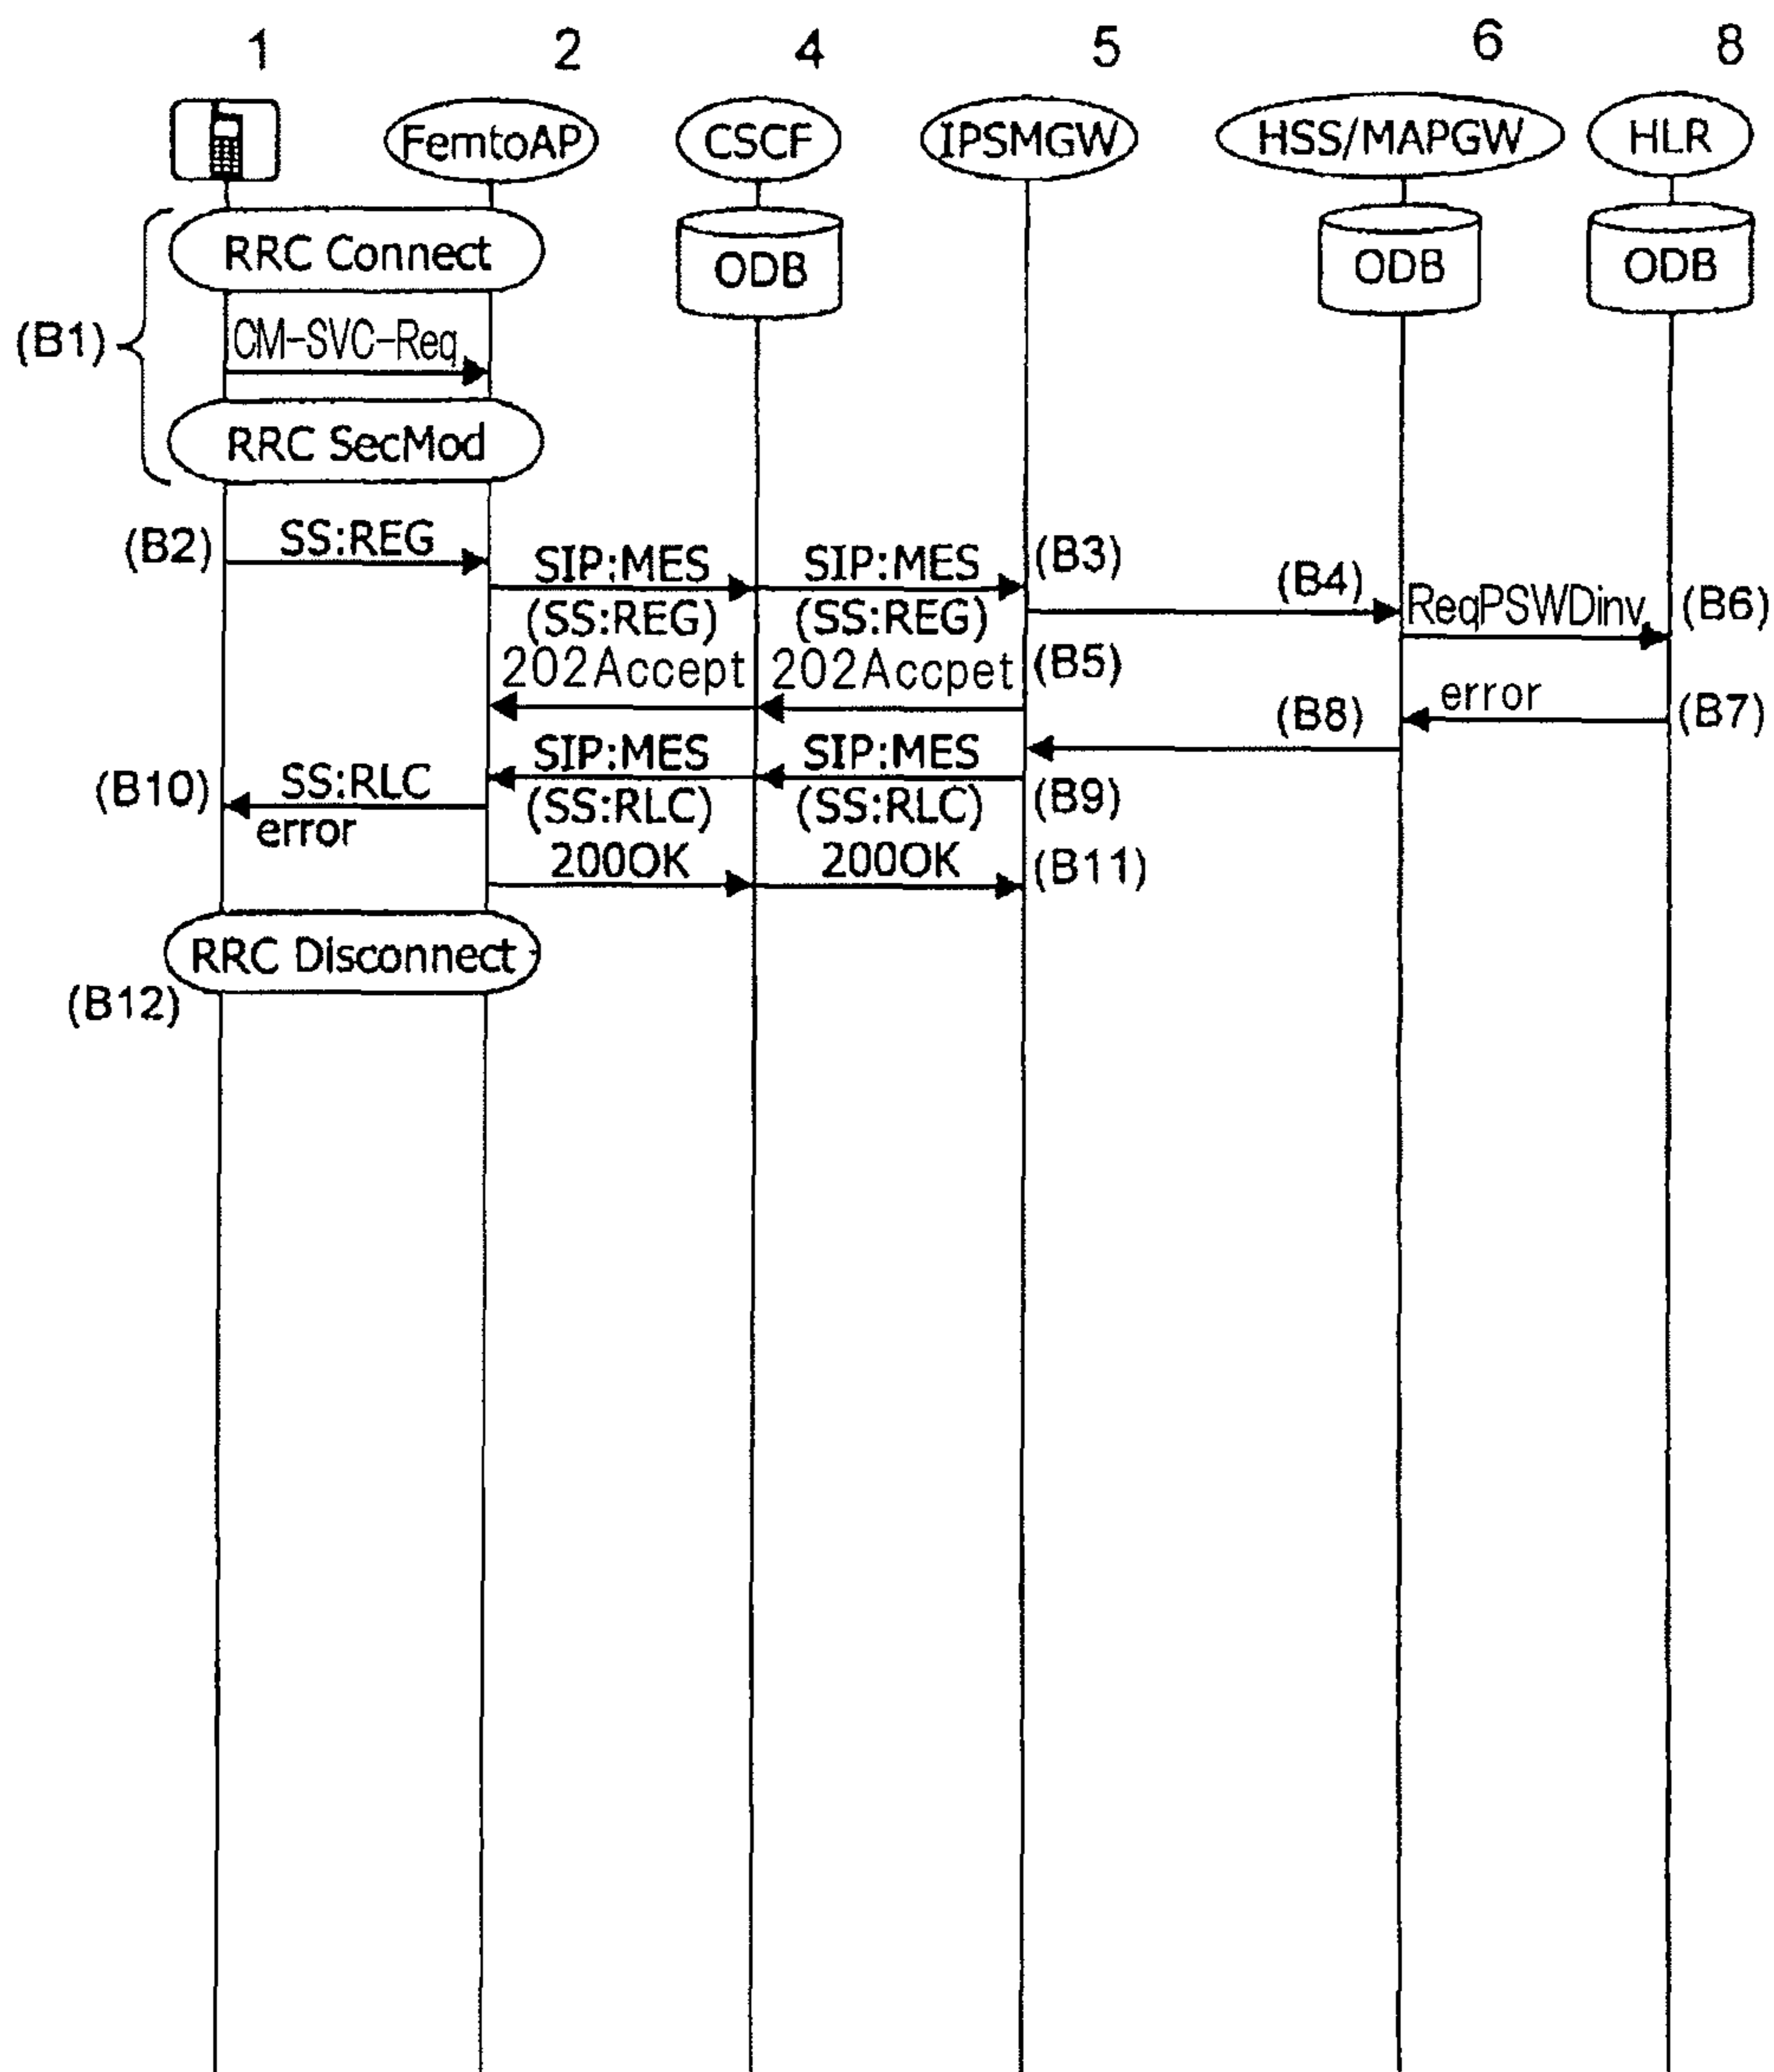 1 2 4 5 6 8
FemtoAP CSCF IPSMGW HSS/MAPGW HLR
RRC Connect ODB ODB ODB
(B1) CM-SVC-Req
RRC SecMod
(B2) SS:REG SIP:MES SIP:MES (B3)
(SS:REG) (SS:REG) (B4) ReqPSWDinv (B6)
202Accept 202Accpet (B5)
(B8) error (B7)
SIP:MES SIP:MES
(B10) SS:RLC (SS:RLC) (SS:RLC) (B9)
error
200OK 200OK (B11)
RRC Disconnect
(B12)